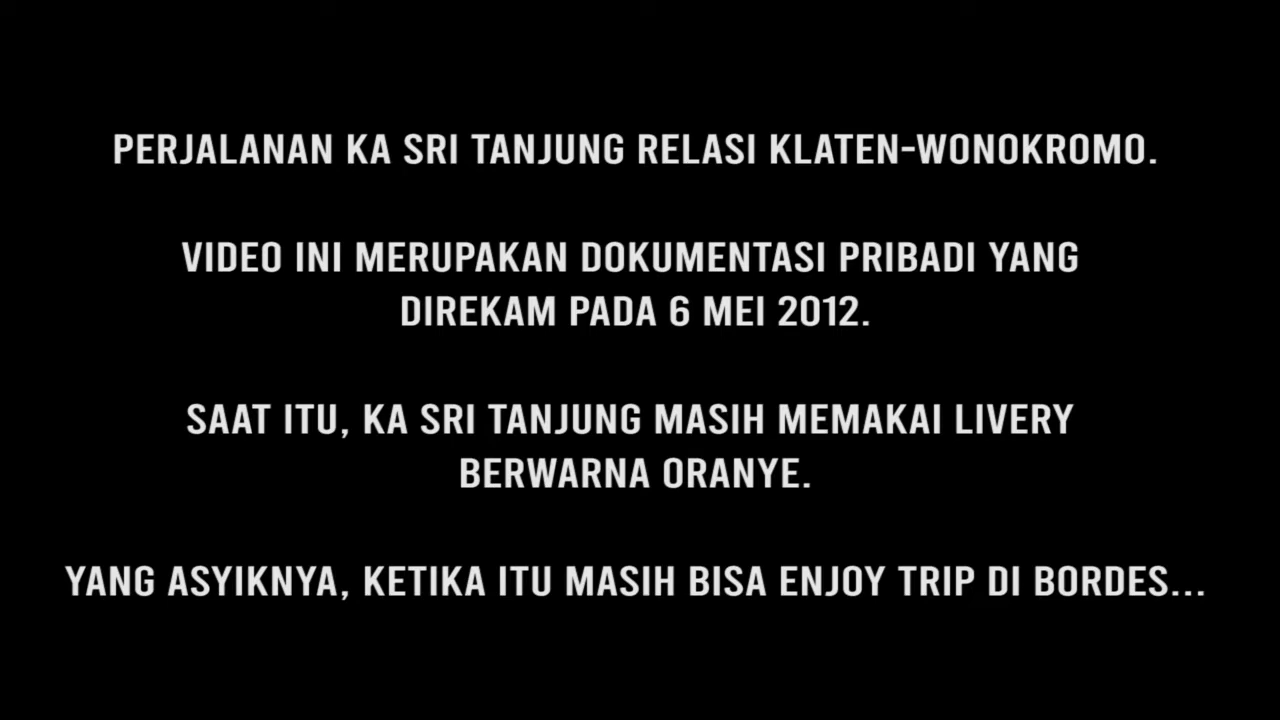 PERJALANAN KA SRI TANJUNG RELASI KLATEN-WONOKROMO.
VIDEO INI MERUPAKAN DOKUMENTASI PRIBADI YANG
DIREKAM PADA 6 MEI 2012.
SAAT ITU, KA SRI TANJUNG MASIH MEMAKAI LIVERY
BERWARNA ORANYE.
YANG ASYIKNYA, KETIKA ITU MASIH BISA ENJOY TRIP DI BORDES...